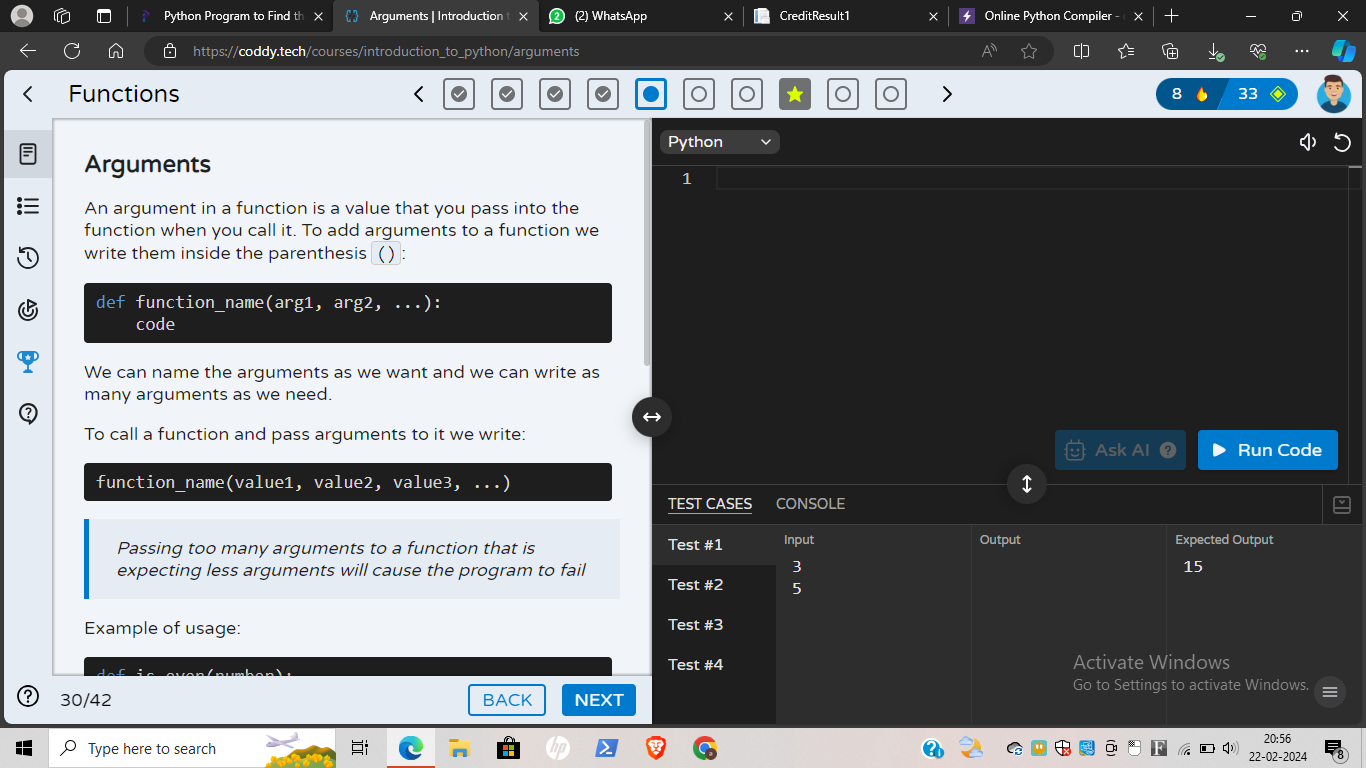 Python Program to Find th
Arguments | Introduction t
(2) WhatsApp
CreditResult1
Online Python Compiler -
https://coddy.tech/courses/introduction_to_python/arguments
Functions
8
33
Arguments
An argument in a function is a value that you pass into the
function when you call it. To add arguments to a function we
write them inside the parenthesis ():
def function_name(arg1, arg2, ...):
code
We can name the arguments as we want and we can write as
many arguments as we need.
To call a function and pass arguments to it we write:
function_name(value1, value2, value3, ...)
Passing too many arguments to a function that is
expecting less arguments will cause the program to fail
Example of usage:
def is_even(number):
30/42
BACK
NEXT
Python
1
Ask AI
Run Code
TEST CASES
CONSOLE
Test #1
Test #2
Test #3
Test #4
Input
3
5
Output
Expected Output
15
Activate Windows
Go to Settings to activate Windows.
Type here to search
20:56
22-02-2024
8